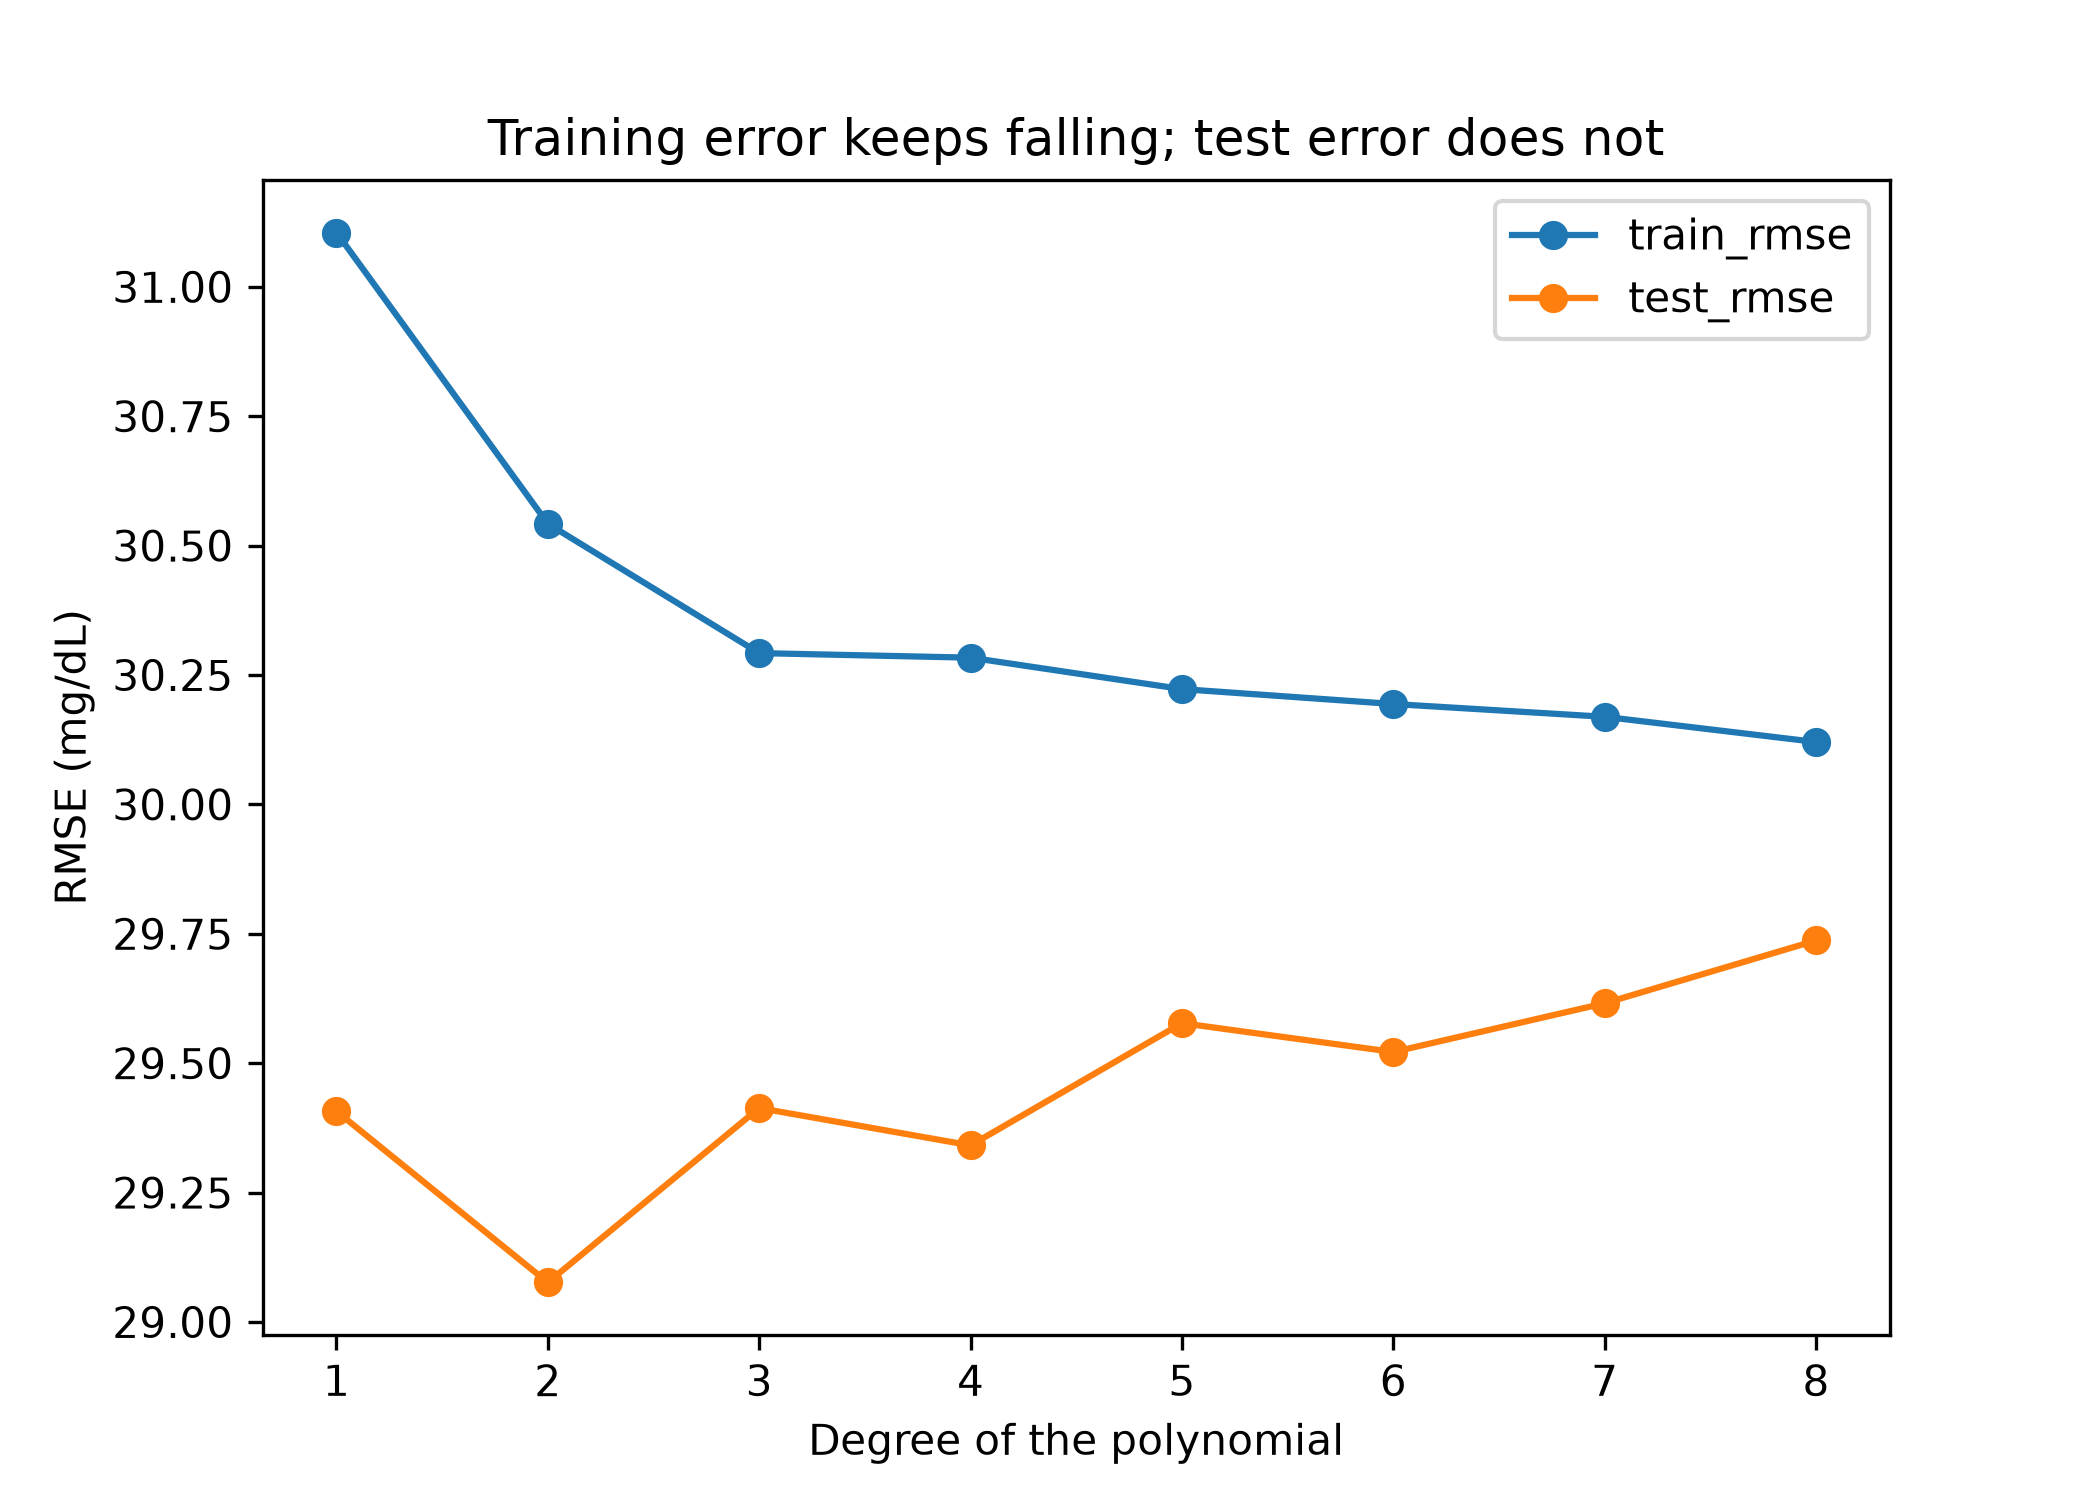 Training error keeps falling; test error does not
train_rmse
test_rmse
RMSE (mg/dL)
31.00
30.75
30.50
30.25
30.00
29.75
29.50
29.25
29.00
1 2 3 4 5 6 7 8
Degree of the polynomial